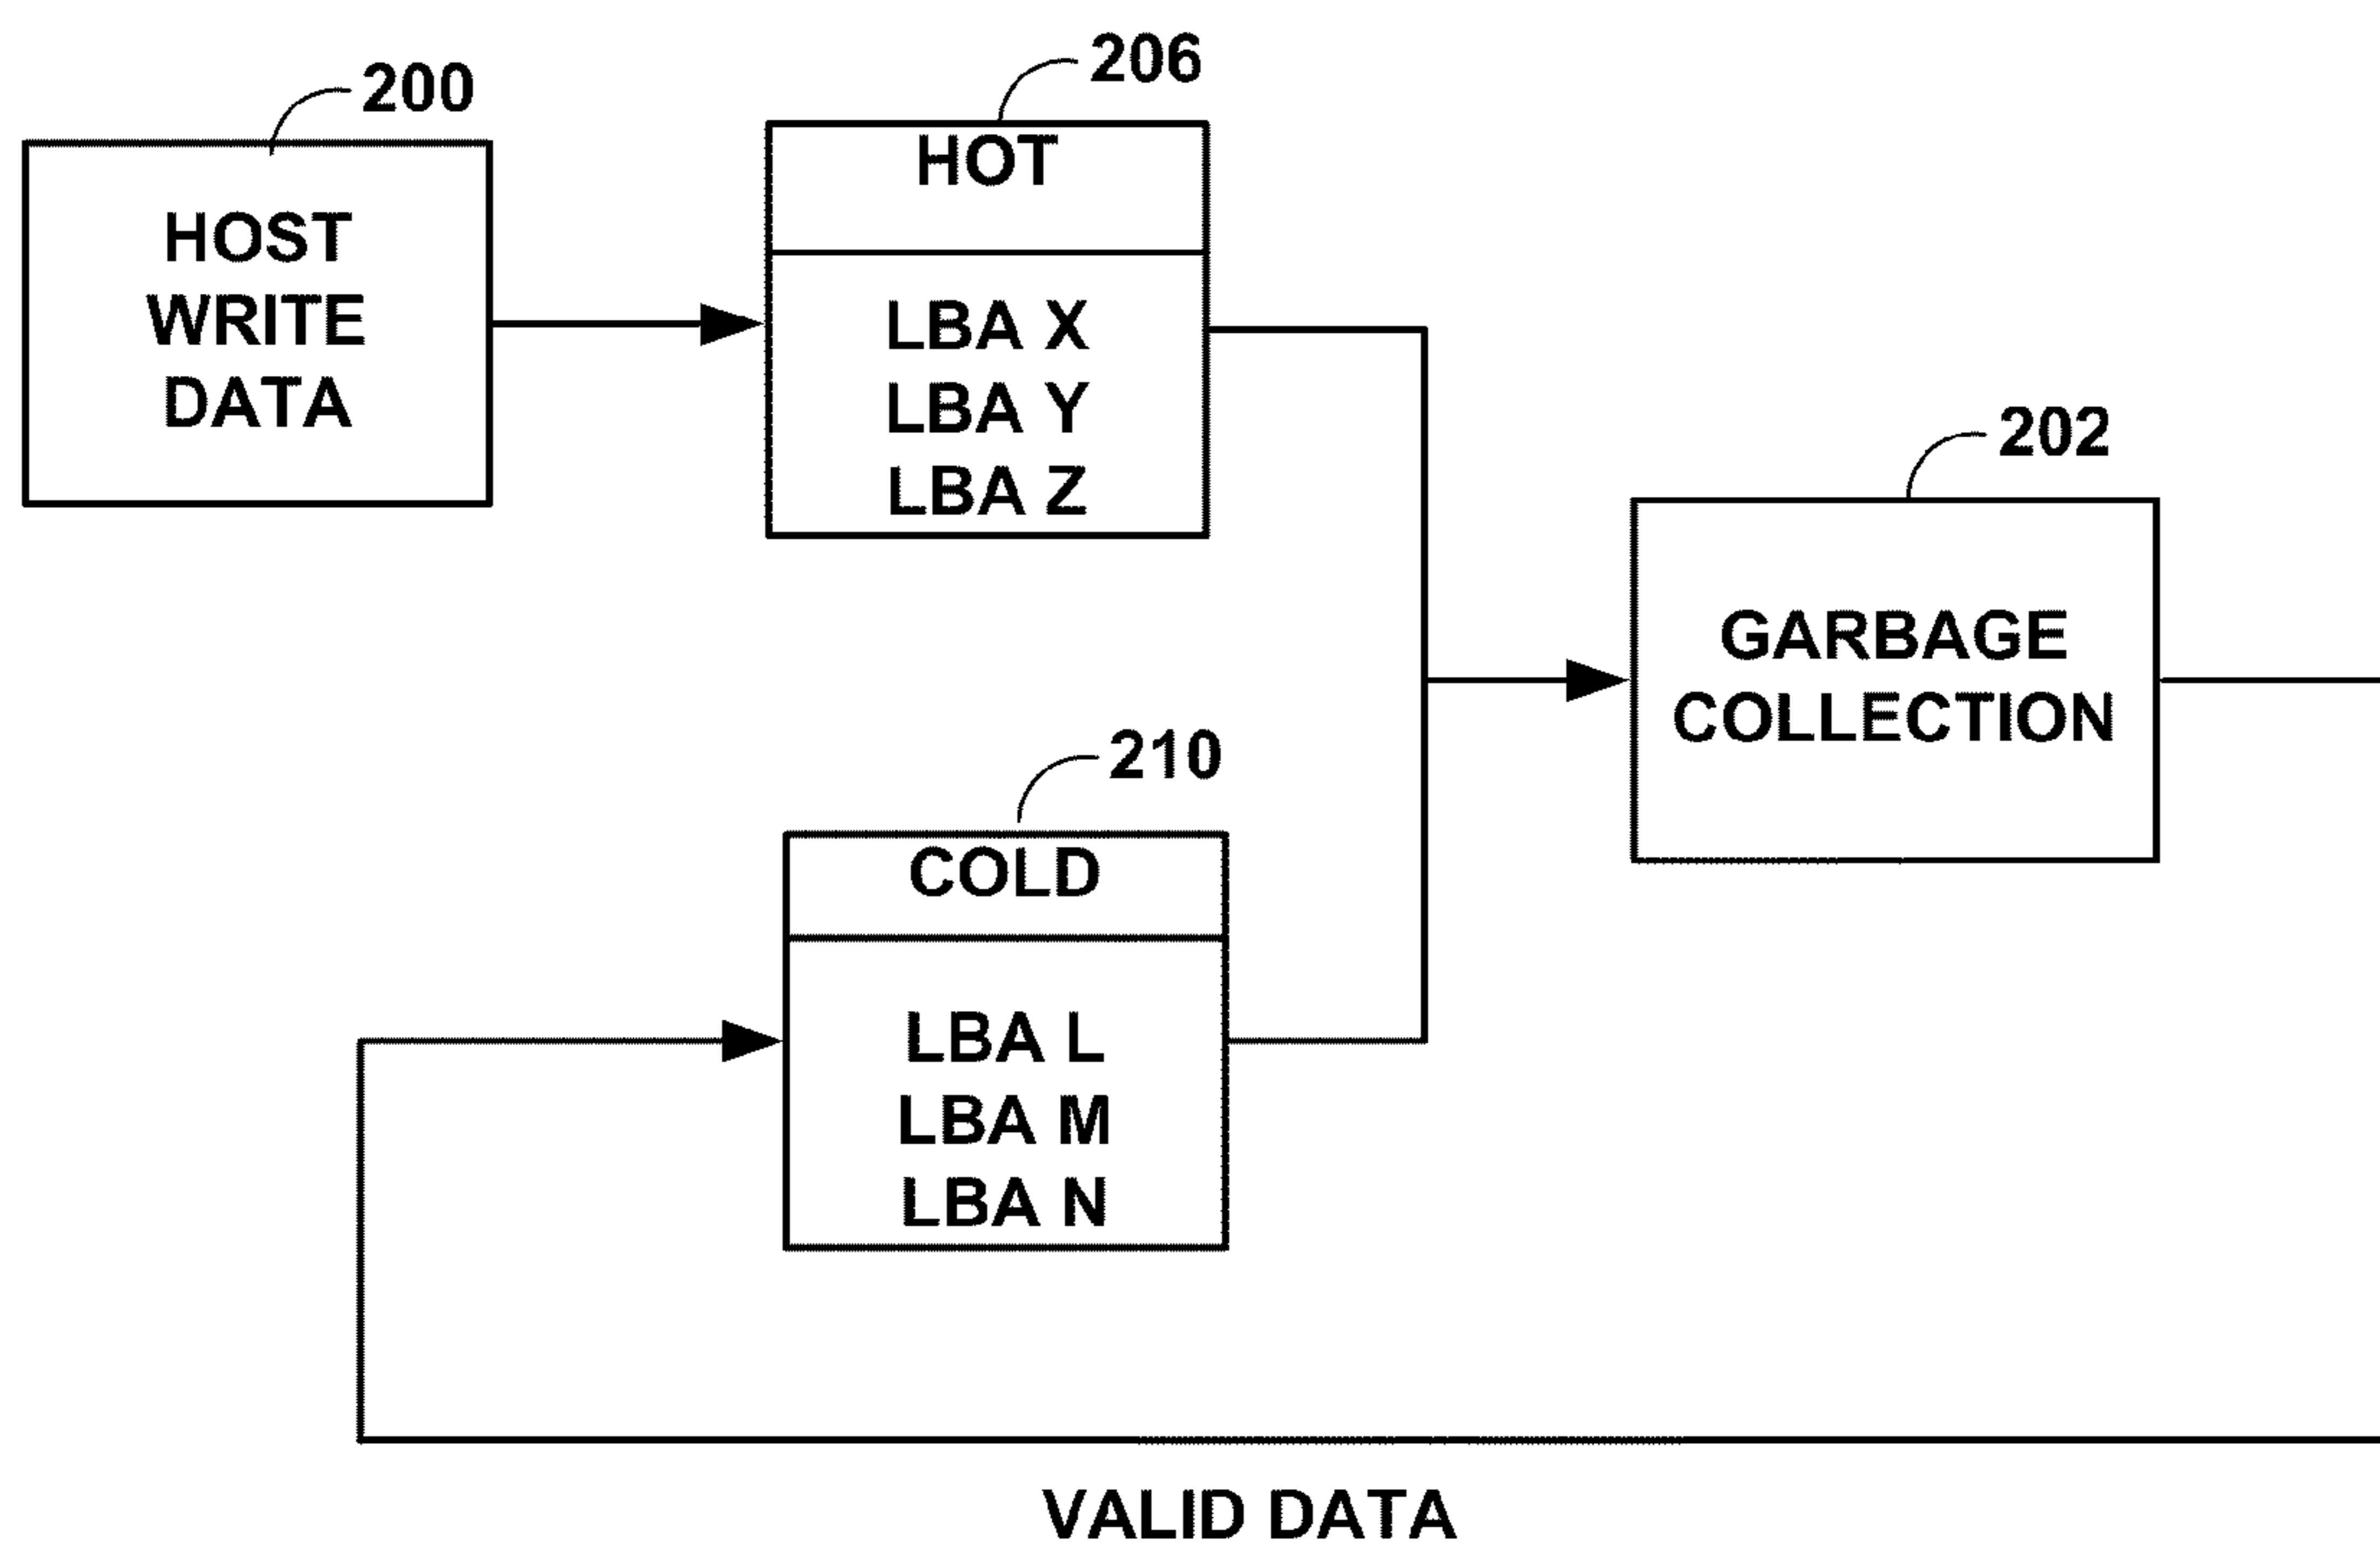 200
HOST
WRITE
DATA
206
HOT
LBA X
LBA Y
LBA Z
202
GARBAGE
COLLECTION
210
COLD
LBA L
LBA M
LBA N
VALID DATA